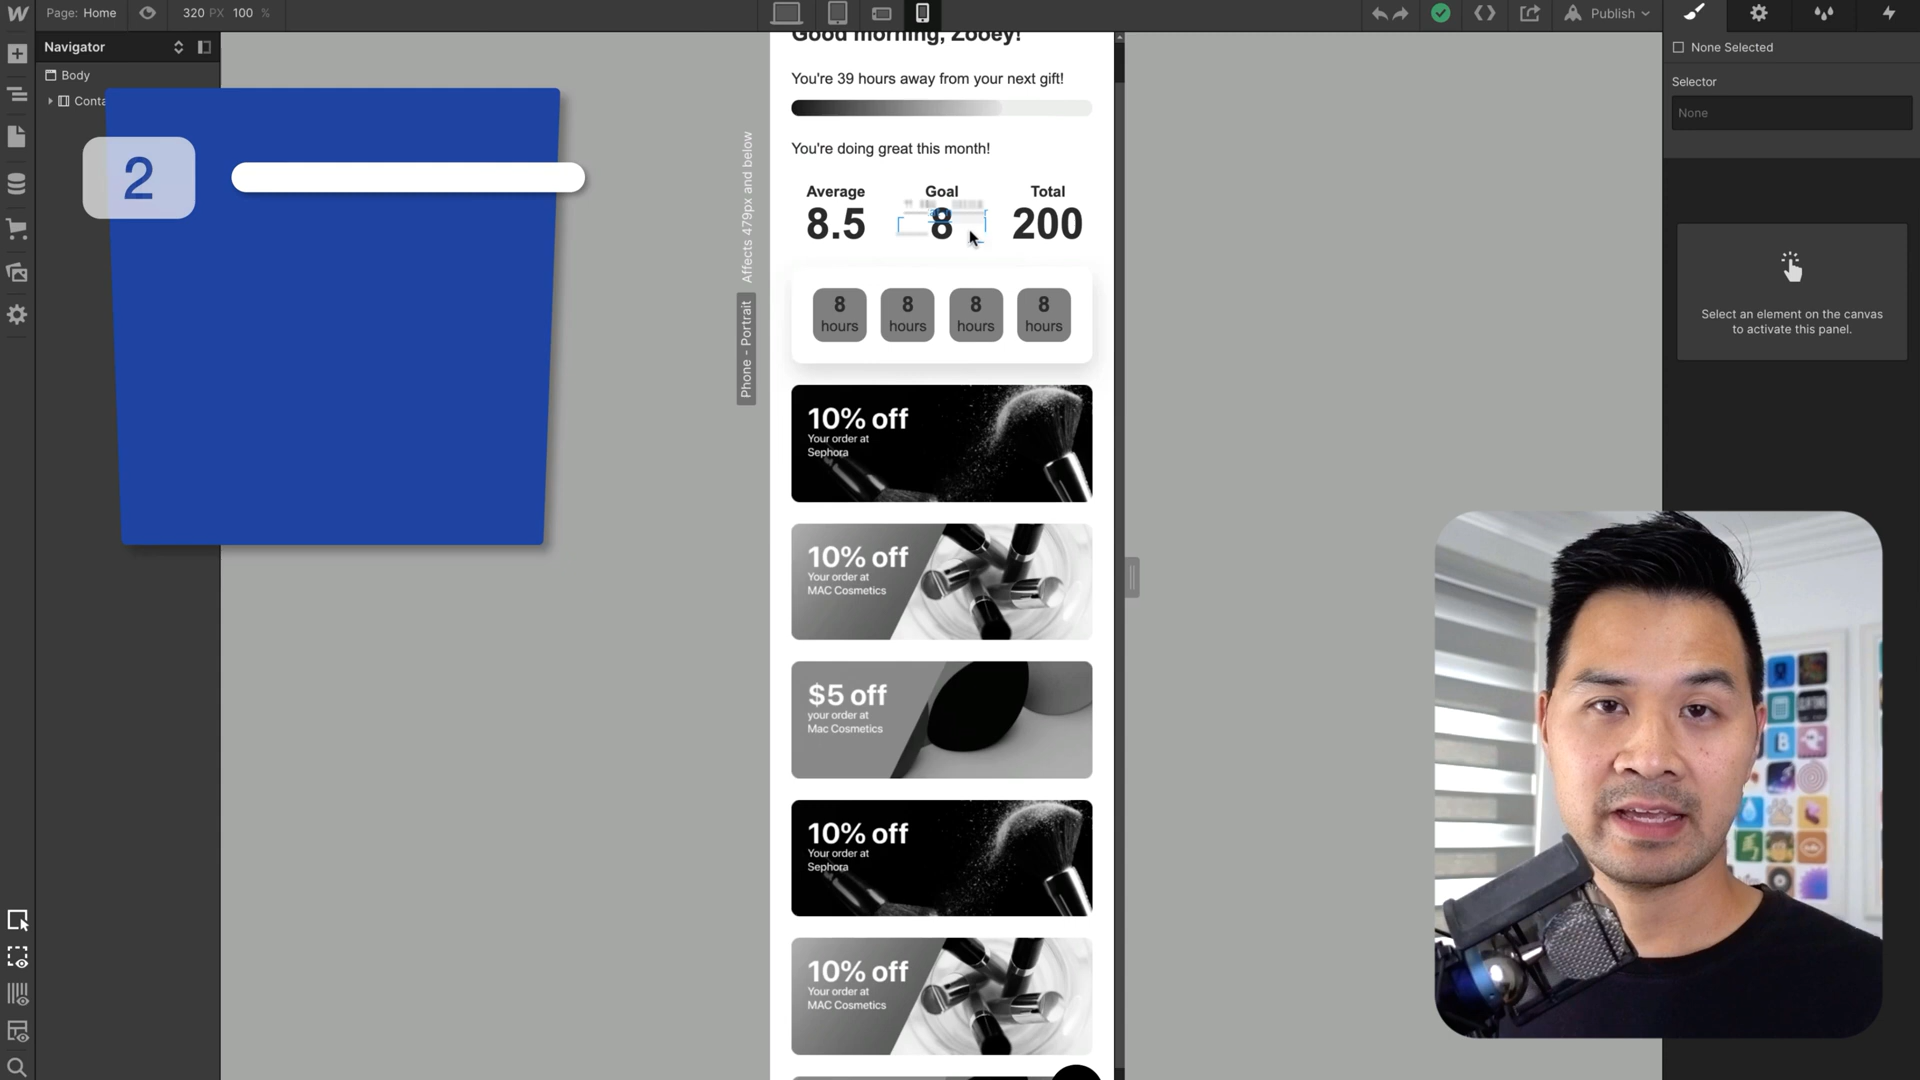 Page: Home
320 PX 100 %
Publish
Navigator
Body
Conta
2
Good morning, Zooey!
You're 39 hours away from your next gift!
You're doing great this month!
Average
Goal
Total
8.5
8
200
8
hours
8
hours
8
hours
8
hours
Affects 479px and below
Phone - Portrait
10% off
Your order at
Sephora
10% off
Your order at
MAC Cosmetics
$5 off
your order at
Mac Cosmetics
10% off
Your order at
Sephora
10% off
Your order at
MAC Cosmetics
None Selected
Selector
None
Select an element on the canvas
to activate this panel.